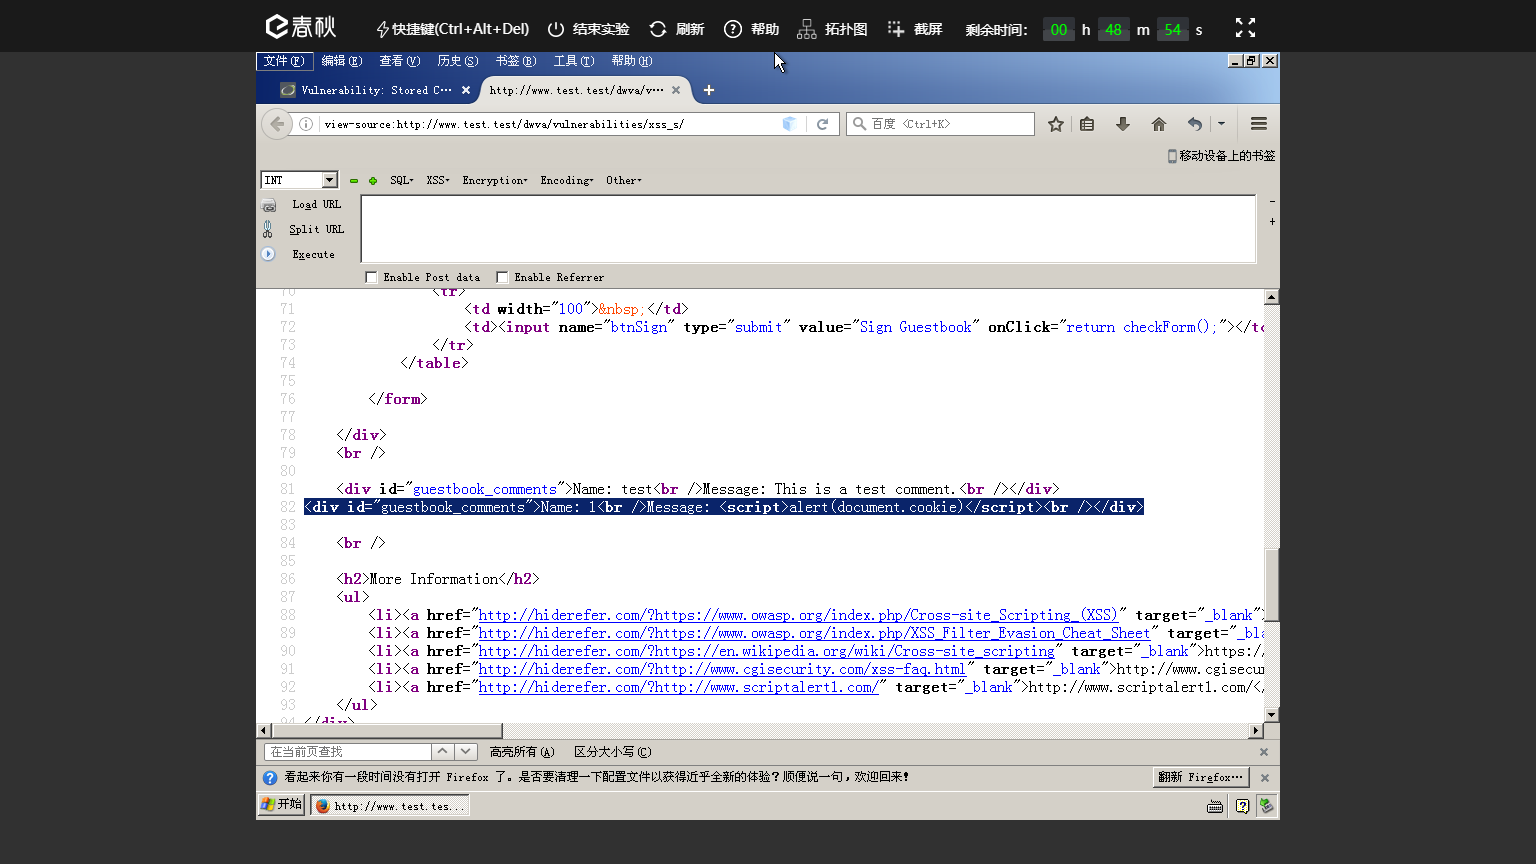 e春秋 快捷键(Ctrl+Alt+Del) 结束实验 刷新 帮助 拓扑图 截屏 剩余时间： 00 h 48 m 54 s
文件(F) 编辑(E) 查看(V) 历史(S) 书签(B) 工具(T) 帮助(H)
Vulnerability: Stored C··· http://www.test.test/dwva/v···
view-source:http://www.test.test/dwva/vulnerabilities/xss_s/ 百度 <Ctrl+K>
移动设备上的书签
INT SQL XSS Encryption Encoding Other
Load URL
Split URL
Execute
Enable Post data Enable Referrer
70 <tr>
71 <td width="100">&nbsp;</td>
72 <td><input name="btnSign" type="submit" value="Sign Guestbook" onClick="return checkForm();"></td
73 </tr>
74 </table>
75
76 </form>
77
78 </div>
79 <br />
80
81 <div id="guestbook_comments">Name: test<br />Message: This is a test comment.<br /></div>
82 <div id="guestbook_comments">Name: 1<br />Message: <script>alert(document.cookie)</script><br /></div>
83
84 <br />
85
86 <h2>More Information</h2>
87 <ul>
88 <li><a href="http://hiderefer.com/?https://www.owasp.org/index.php/Cross-site_Scripting_(XSS)" target="_blank">
89 <li><a href="http://hiderefer.com/?https://www.owasp.org/index.php/XSS_Filter_Evasion_Cheat_Sheet" target="_bla
90 <li><a href="http://hiderefer.com/?https://en.wikipedia.org/wiki/Cross-site_scripting" target="_blank">https:/
91 <li><a href="http://hiderefer.com/?http://www.cgisecurity.com/xss-faq.html" target="_blank">http://www.cgisecu
92 <li><a href="http://hiderefer.com/?http://www.scriptalert1.com/" target="_blank">http://www.scriptalert1.com/</
93 </ul>
94 </div>
在当前页查找 高亮所有(A) 区分大小写(C)
看起来你有一段时间没有打开 Firefox 了。是否要清理一下配置文件以获得近乎全新的体验？顺便说一句，欢迎回来！ 翻新 Firefox···
开始 http://www.test.tes...